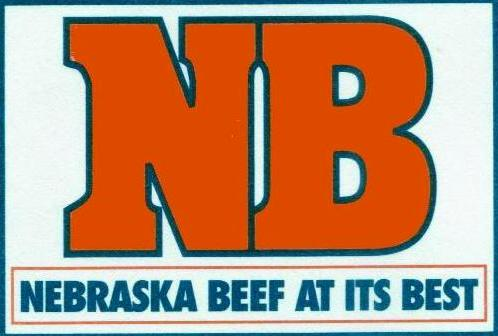 NB
NEBRASKA BEEF AT ITS BEST